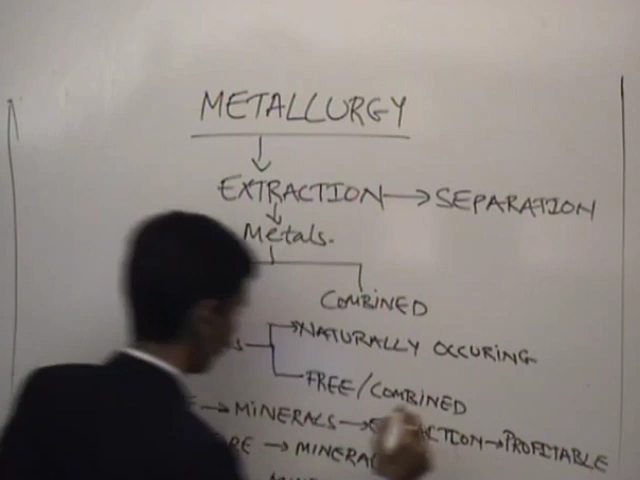 METALLURGY
EXTRACTION → SEPARATION
Metals.
COMBINED
NATURALLY OCCURING
FREE/COMBINED
→ MINERALS → → PROFITABLE
→